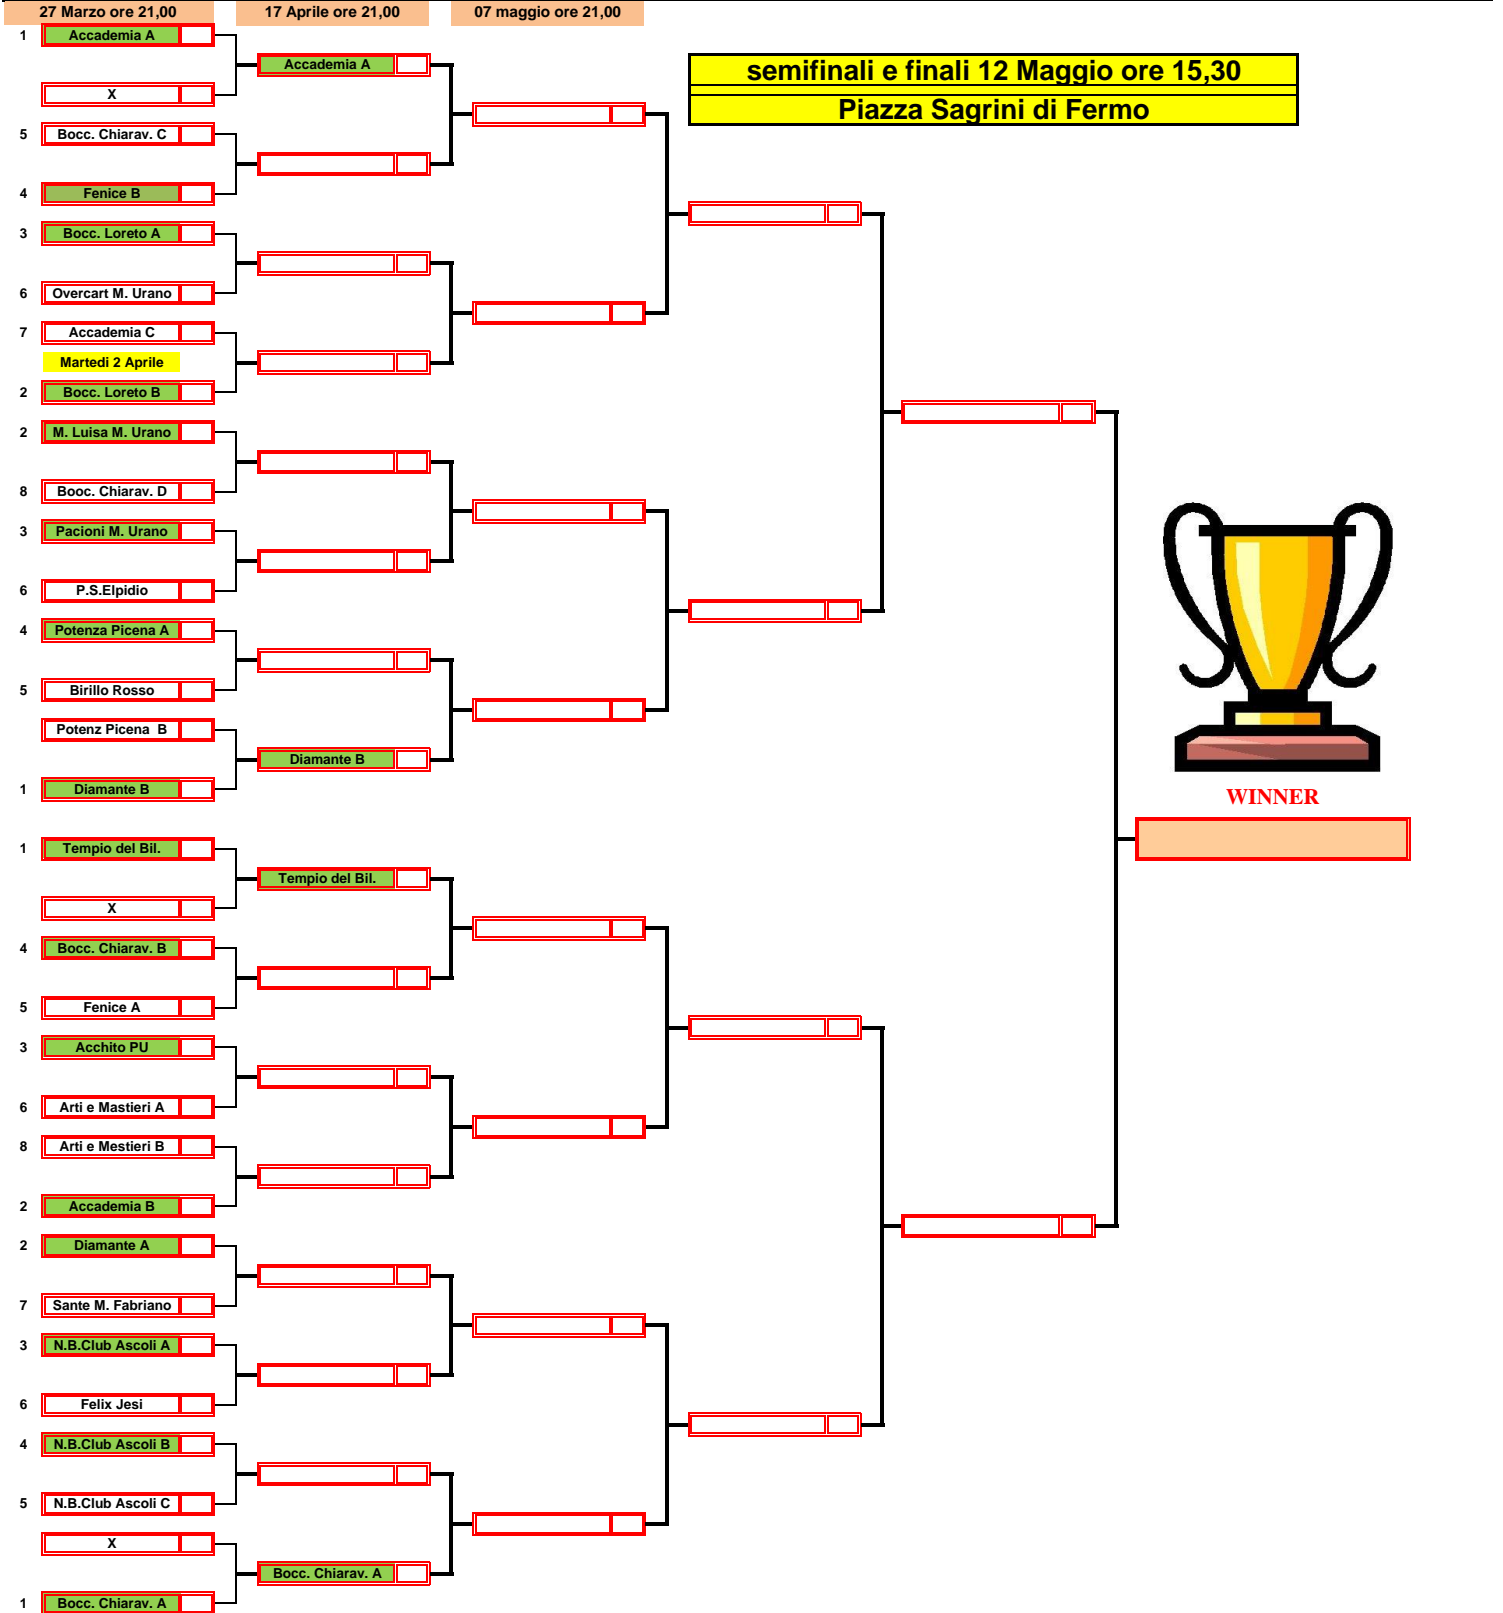 27 Marzo ore 21,00 17 Aprile ore 21,00 07 maggio ore 21,00
1 Accademia A
Accademia A
semifinali e finali 12 Maggio ore 15,30
X
Piazza Sagrini di Fermo
5 Bocc. Chiarav. C
4 Fenice B
3 Bocc. Loreto A
6 Overcart M. Urano
7 Accademia C
Martedi 2 Aprile
2 Bocc. Loreto B
2 M. Luisa M. Urano
8 Booc. Chiarav. D
3 Pacioni M. Urano
6 P.S.Elpidio
4 Potenza Picena A
5 Birillo Rosso
Potenz Picena  B
Diamante B
1 Diamante B
WINNER
1 Tempio del Bil.
Tempio del Bil.
X
4 Bocc. Chiarav. B
5 Fenice A
3 Acchito PU
6 Arti e Mastieri A
8 Arti e Mestieri B
2 Accademia B
2 Diamante A
7 Sante M. Fabriano
3 N.B.Club Ascoli A
6 Felix Jesi
4 N.B.Club Ascoli B
5 N.B.Club Ascoli C
X
Bocc. Chiarav. A
1 Bocc. Chiarav. A